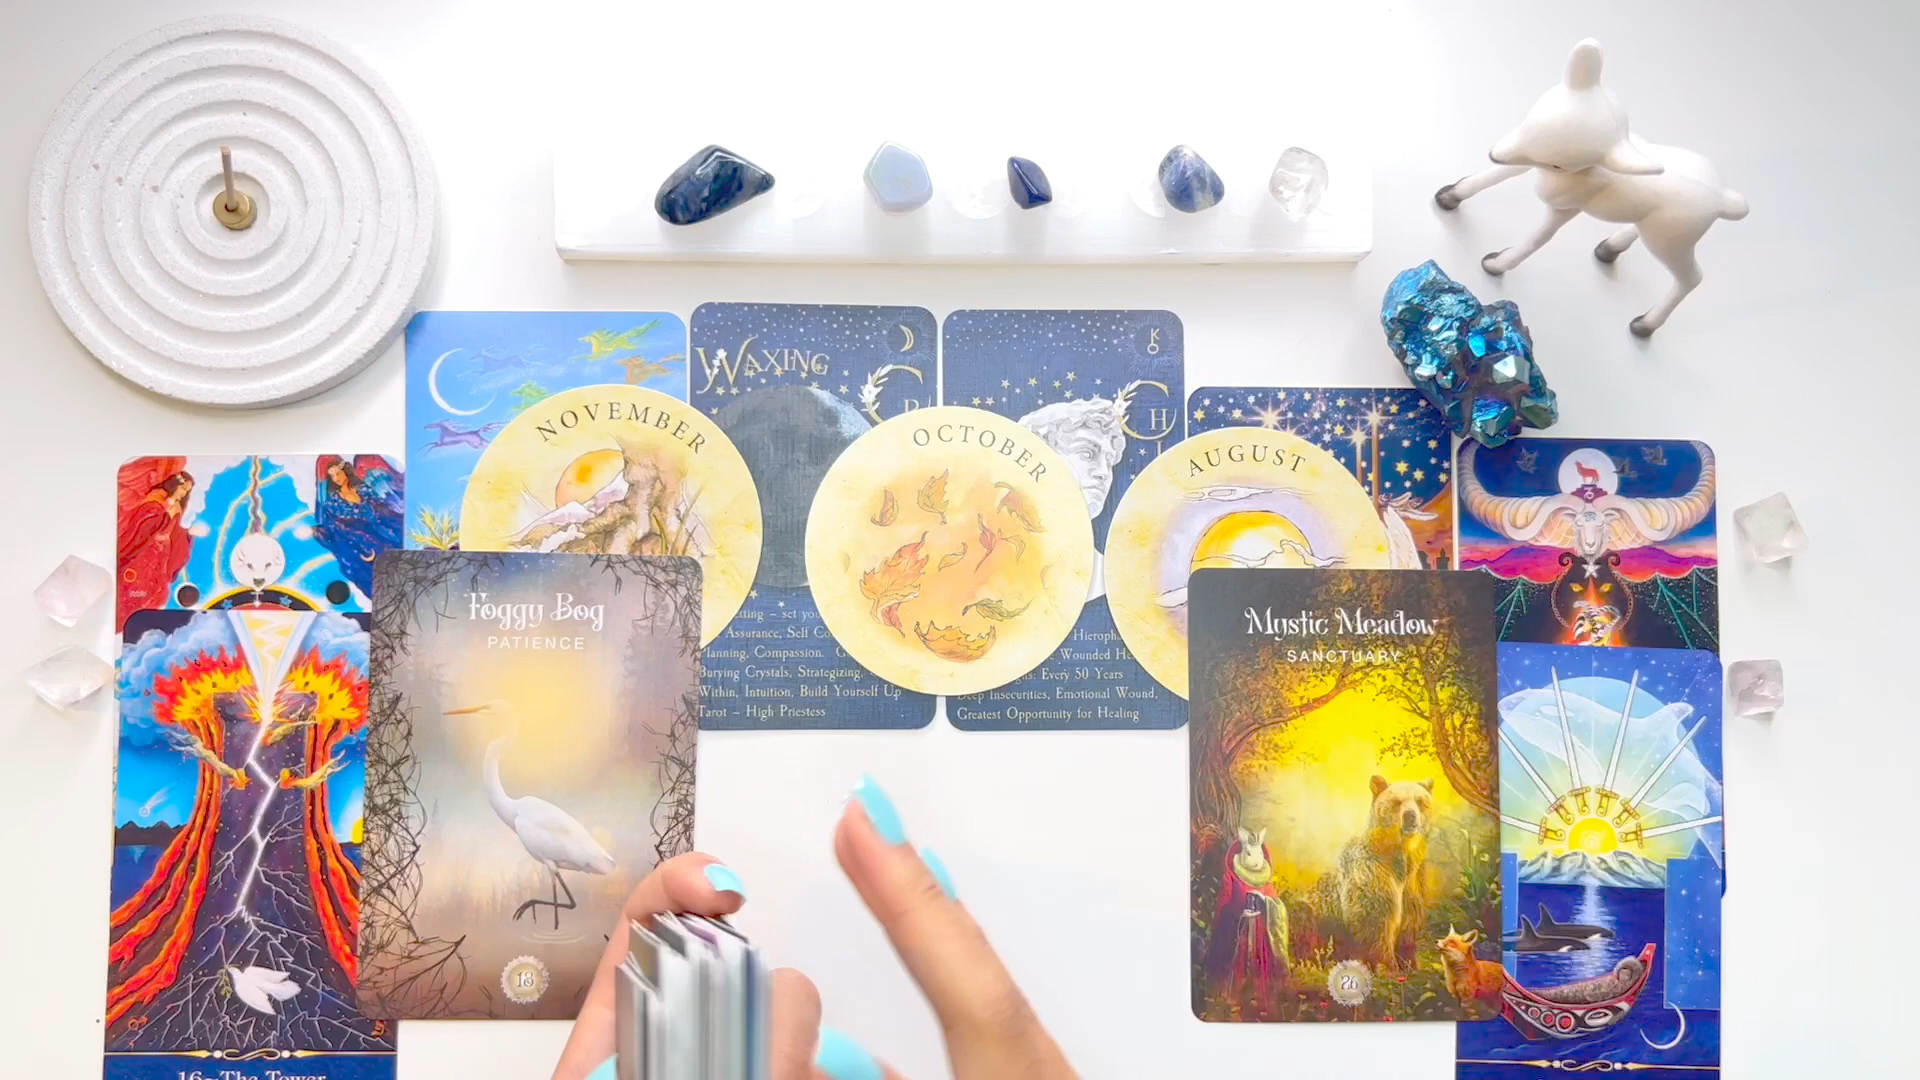 WAXING
NOVEMBER
OCTOBER
AUGUST
Foggy Bog
PATIENCE
Assurance, Self
Planning, Compassion.
Burying Crystals, Strategizing,
Within, Intuition, Build Yourself Up
Tarot – High Priestess
Wounded
Every 50 Years
Deep Insecurities, Emotional Wound,
Greatest Opportunity for Healing
Mystic Meadow
SANCTUARY
18
26
16~The Tower